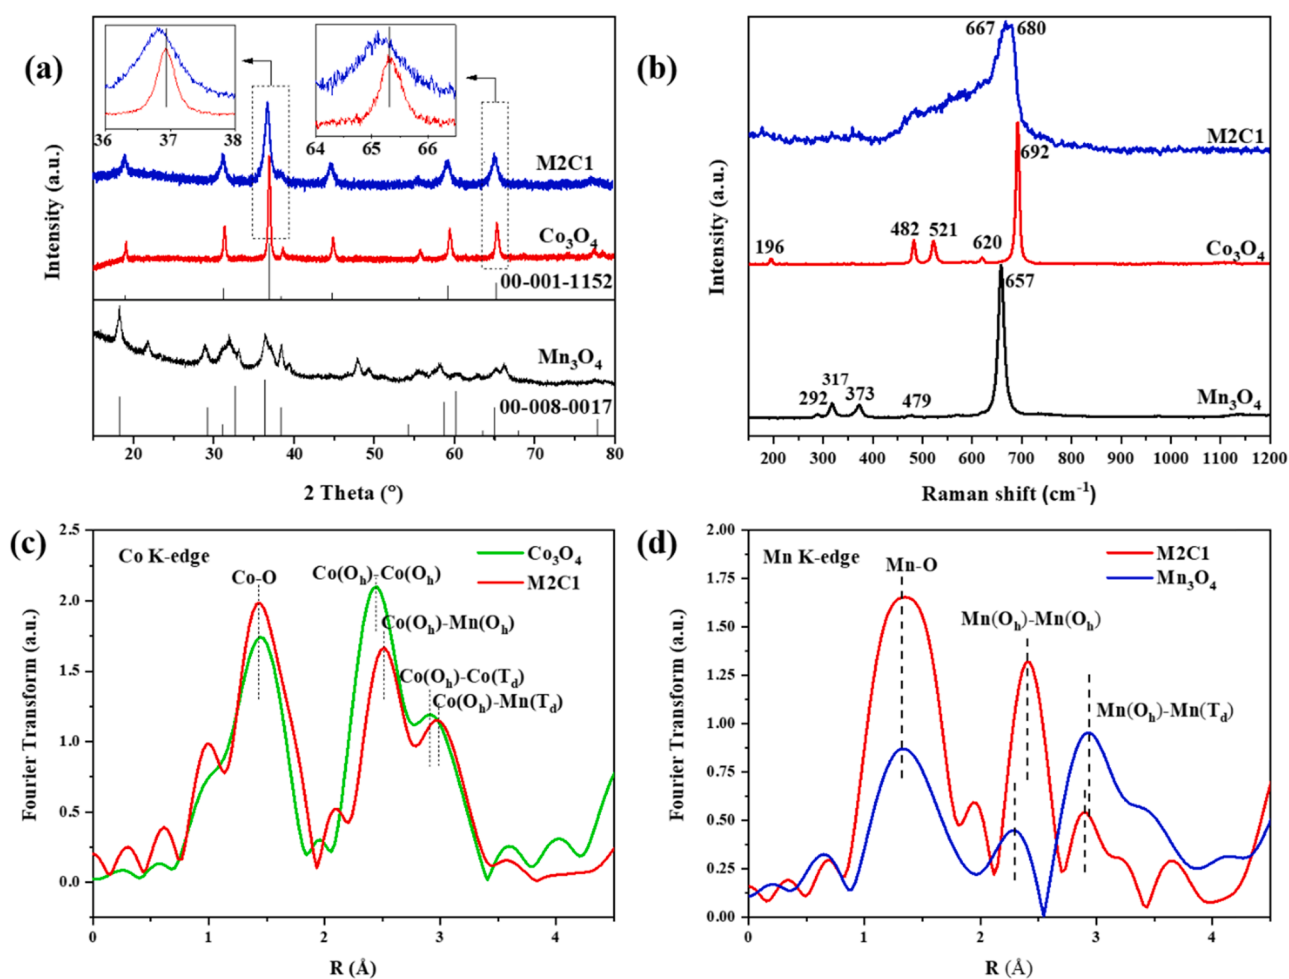 (a)
36 37 38
64 65 66
M2C1
Co₃O₄
00-001-1152
Mn₃O₄
00-008-0017
Intensity (a.u.)
20 30 40 50 60 70 80
2 Theta (°)
(b)
667 680
M2C1
692
196 482 521 620
Co₃O₄
657
292 317 373 479
Mn₃O₄
Intensity (a.u.)
200 300 400 500 600 700 800 900 1000 1100 1200
Raman shift (cm⁻¹)
(c)
Co K-edge
Co₃O₄
M2C1
Co-O
Co(Oₕ)-Co(Oₕ)
Co(Oₕ)-Mn(Oₕ)
Co(Oₕ)-Co(T_d)
Co(Oₕ)-Mn(T_d)
2.5
2.0
1.5
1.0
0.5
0.0
Fourier Transform (a.u.)
0 1 2 3 4
R (Å)
(d)
Mn K-edge
M2C1
Mn₃O₄
Mn-O
Mn(Oₕ)-Mn(Oₕ)
Mn(Oₕ)-Mn(T_d)
2.00
1.75
1.50
1.25
1.00
0.75
0.50
0.25
0.00
Fourier Transform (a.u.)
0 1 2 3 4
R (Å)